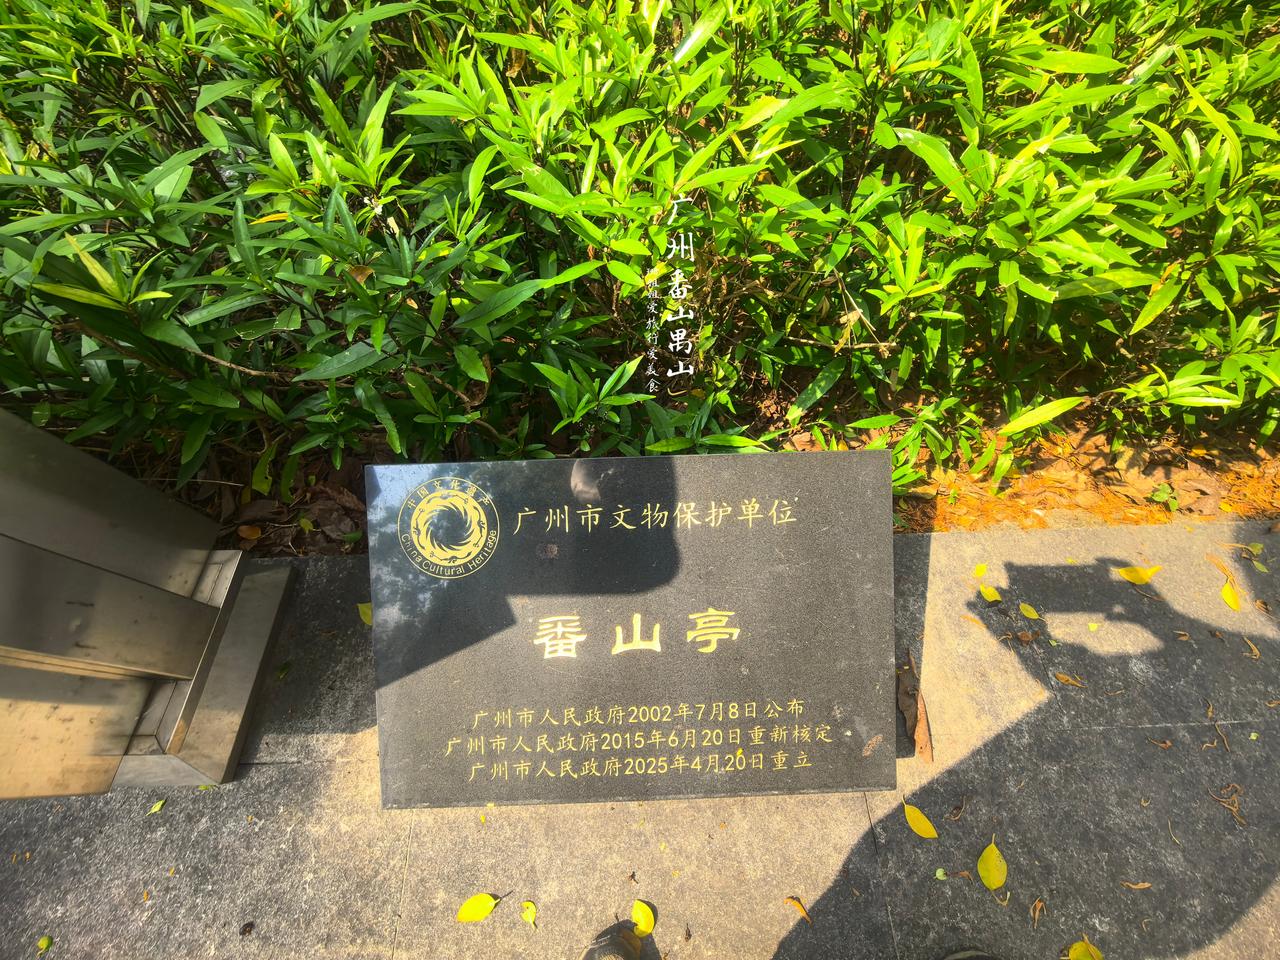 广州番山禺山
姐姐爱旅行爱美食
中国文化遗产
China Cultural Heritage
广州市文物保护单位
番山亭
广州市人民政府2002年7月8日公布
广州市人民政府2015年6月20日重新核定
广州市人民政府2025年4月20日重立